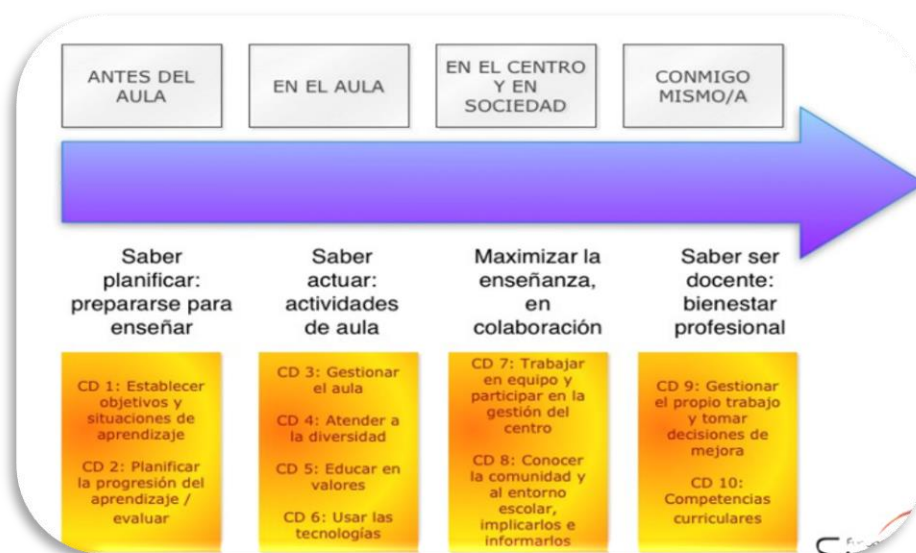 ANTES DEL
AULA
EN EL AULA
EN EL CENTRO
Y EN
SOCIEDAD
CONMIGO
MISMO/A
Saber
planificar:
prepararse para
enseñar
Saber
actuar:
actividades
de aula
Maximizar la
enseñanza,
en
colaboración
Saber ser
docente:
bienestar
profesional
CD 1: Establecer
objetivos y
situaciones de
aprendizaje
CD 2: Planificar
la progresión del
aprendizaje /
evaluar
CD 3: Gestionar
el aula
CD 4: Atender a
la diversidad
CD 5: Educar en
valores
CD 6: Usar las
tecnologías
CD 7: Trabajar
en equipo y
participar en la
gestión del
centro
CD 8: Conocer
la comunidad y
al entorno
escolar,
implicarlos e
informarlos
CD 9: Gestionar
el propio trabajo
y tomar
decisiones de
mejora
CD 10:
Competencias
curriculares